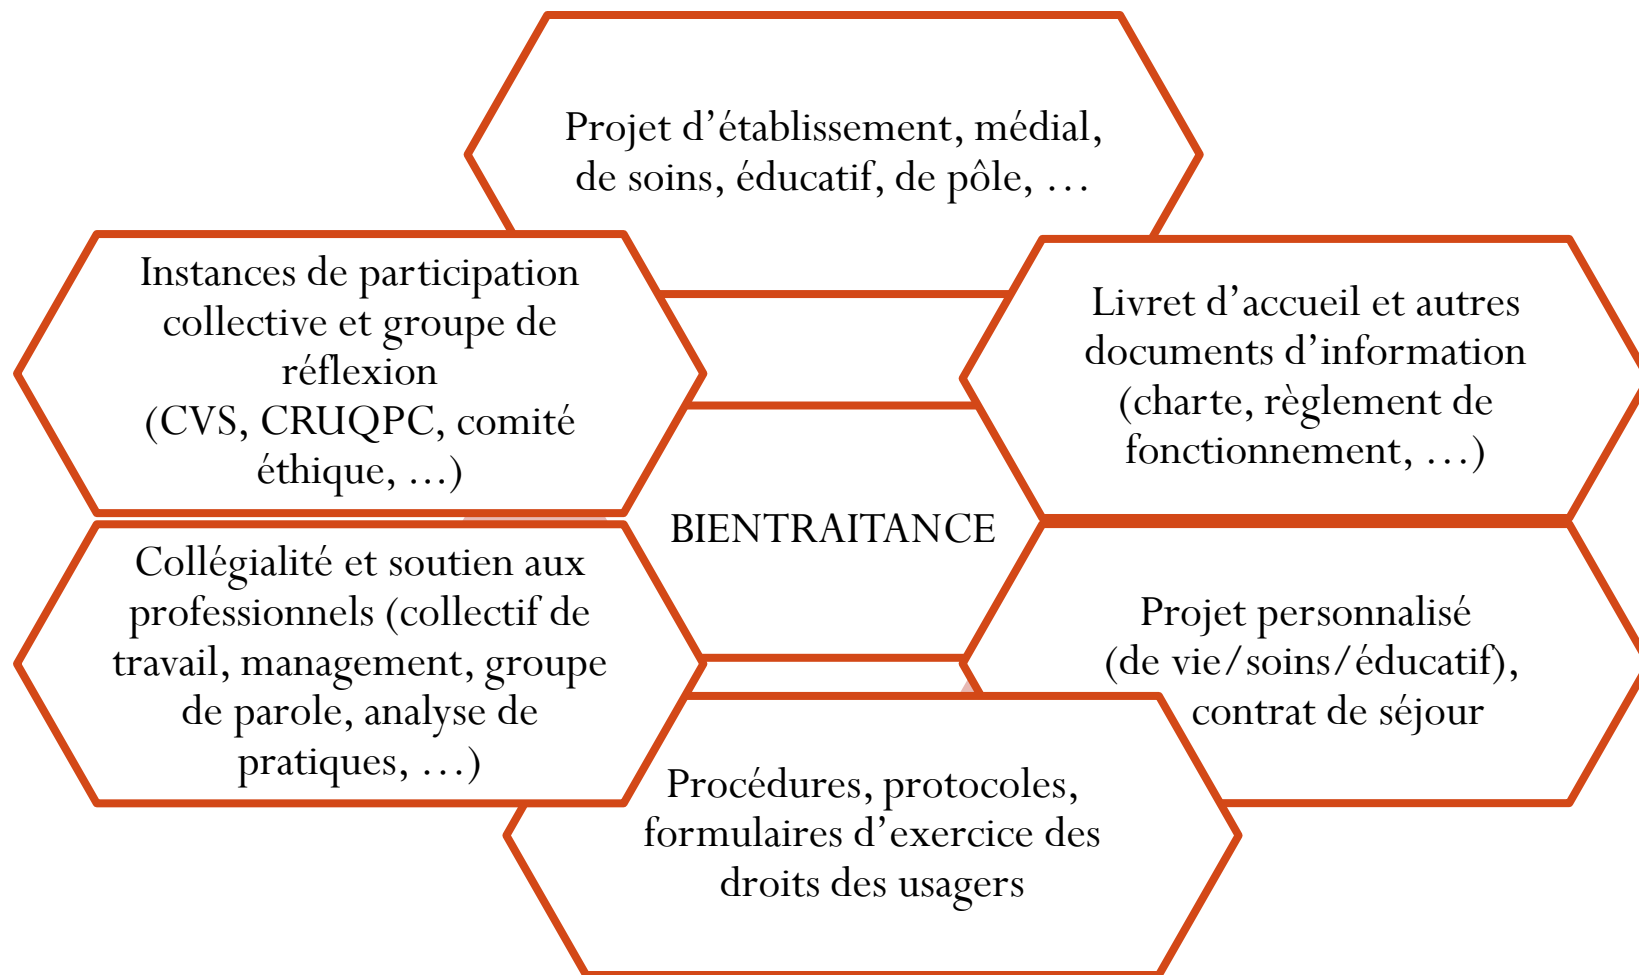 Projet d’établissement, médial,
de soins, éducatif, de pôle, …
Instances de participation
collective et groupe de
réflexion
(CVS, CRUQPC, comité
éthique, …)
Livret d’accueil et autres
documents d’information
(charte, règlement de
fonctionnement, …)
BIENTRAITANCE
Collégialité et soutien aux
professionnels (collectif de
travail, management, groupe
de parole, analyse de
pratiques, …)
Projet personnalisé
(de vie/soins/éducatif),
contrat de séjour
Procédures, protocoles,
formulaires d’exercice des
droits des usagers